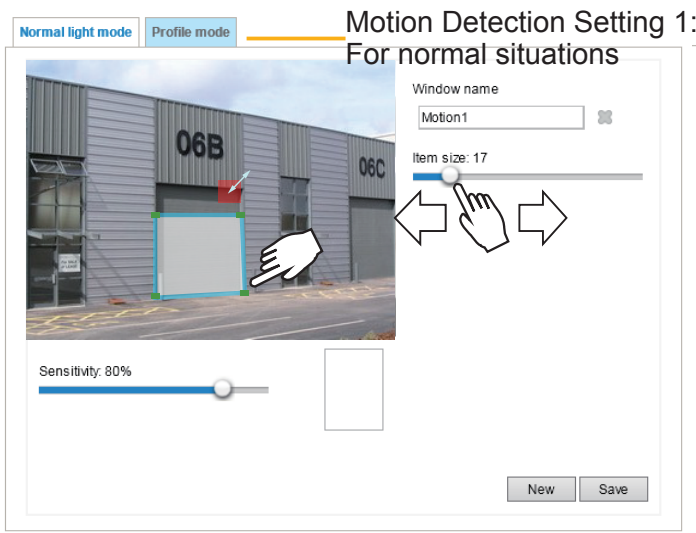 Normal light mode
Profile mode
Motion Detection Setting 1:
For normal situations
Window name
Motion1
Item size: 17
06B
06C
Sensitivity: 80%
New
Save